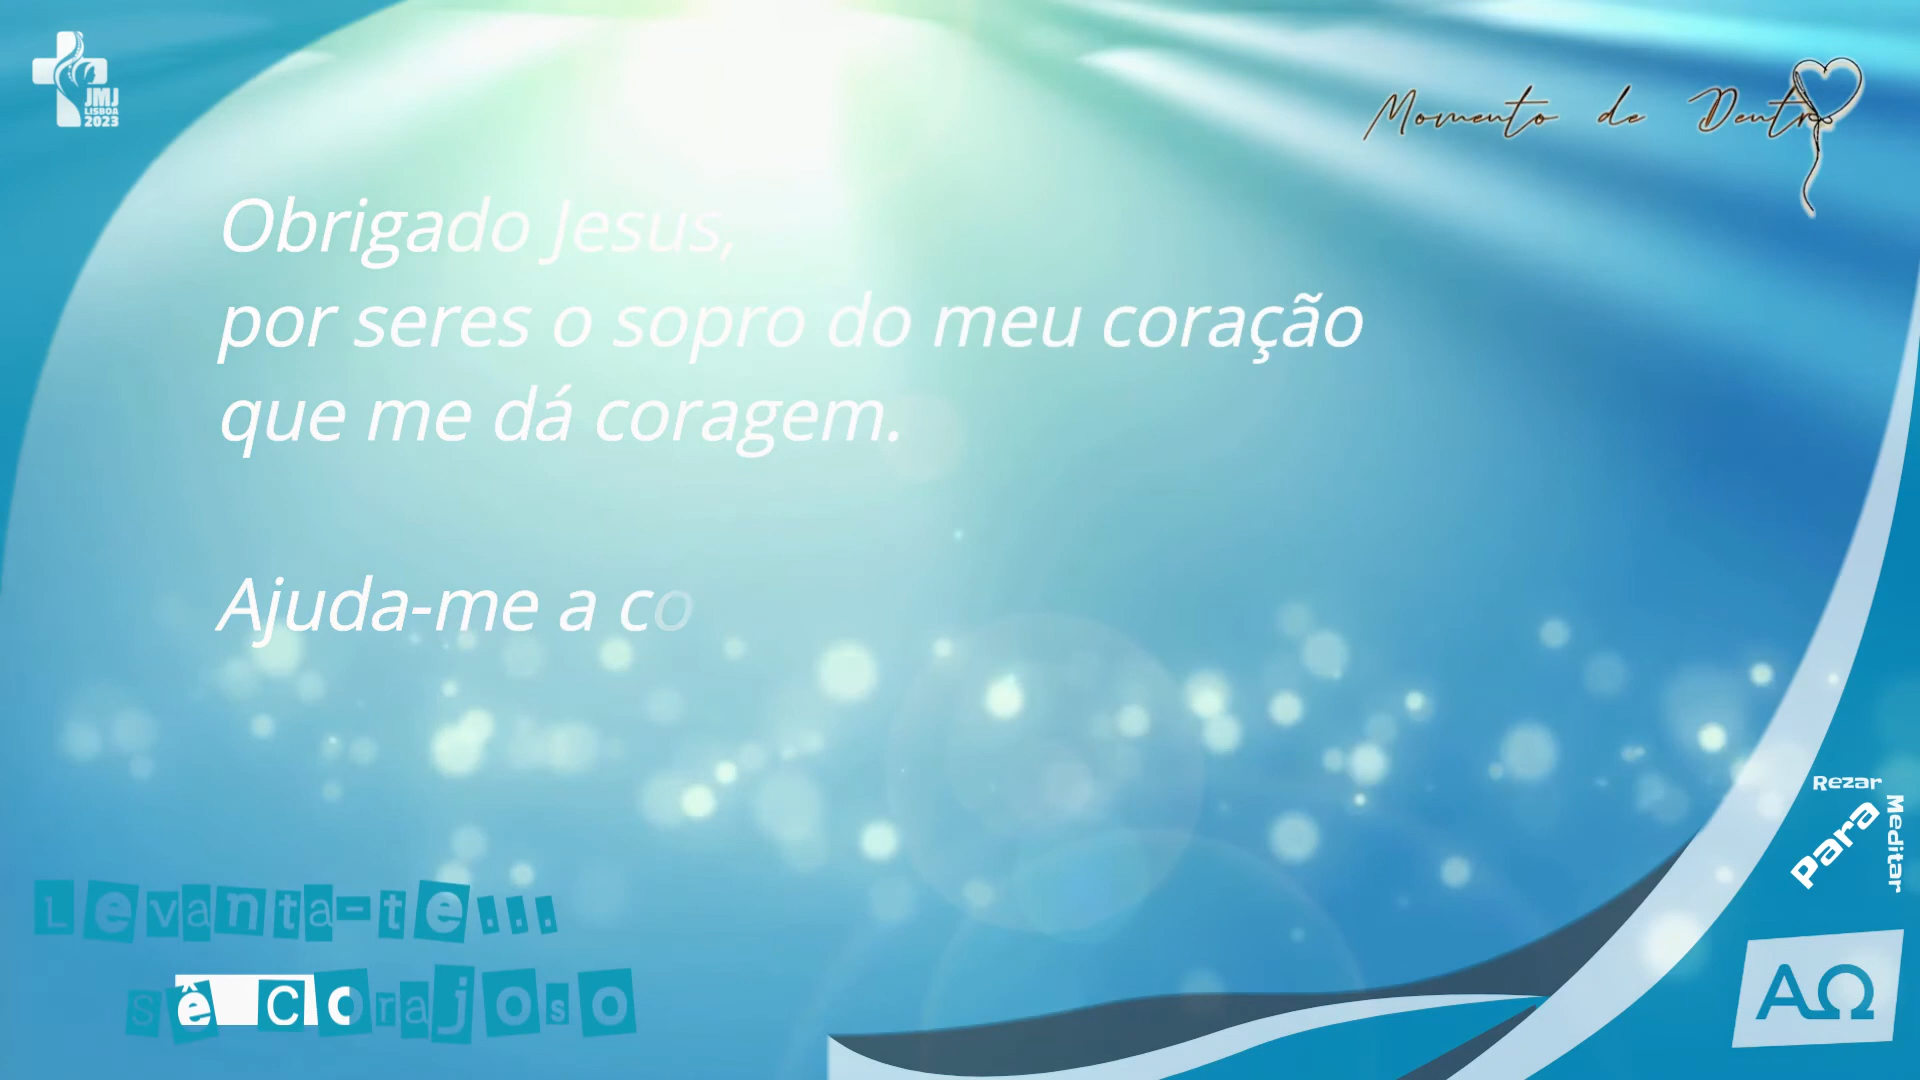 JMJ
LISBOA
2023
Momento de Dentro
Obrigado Jesus,
por seres o sopro do meu coração
que me dá coragem.
Ajuda-me a co
Rezar
Para
Meditar
Levanta-te...
sê Corajoso
ΑΩ